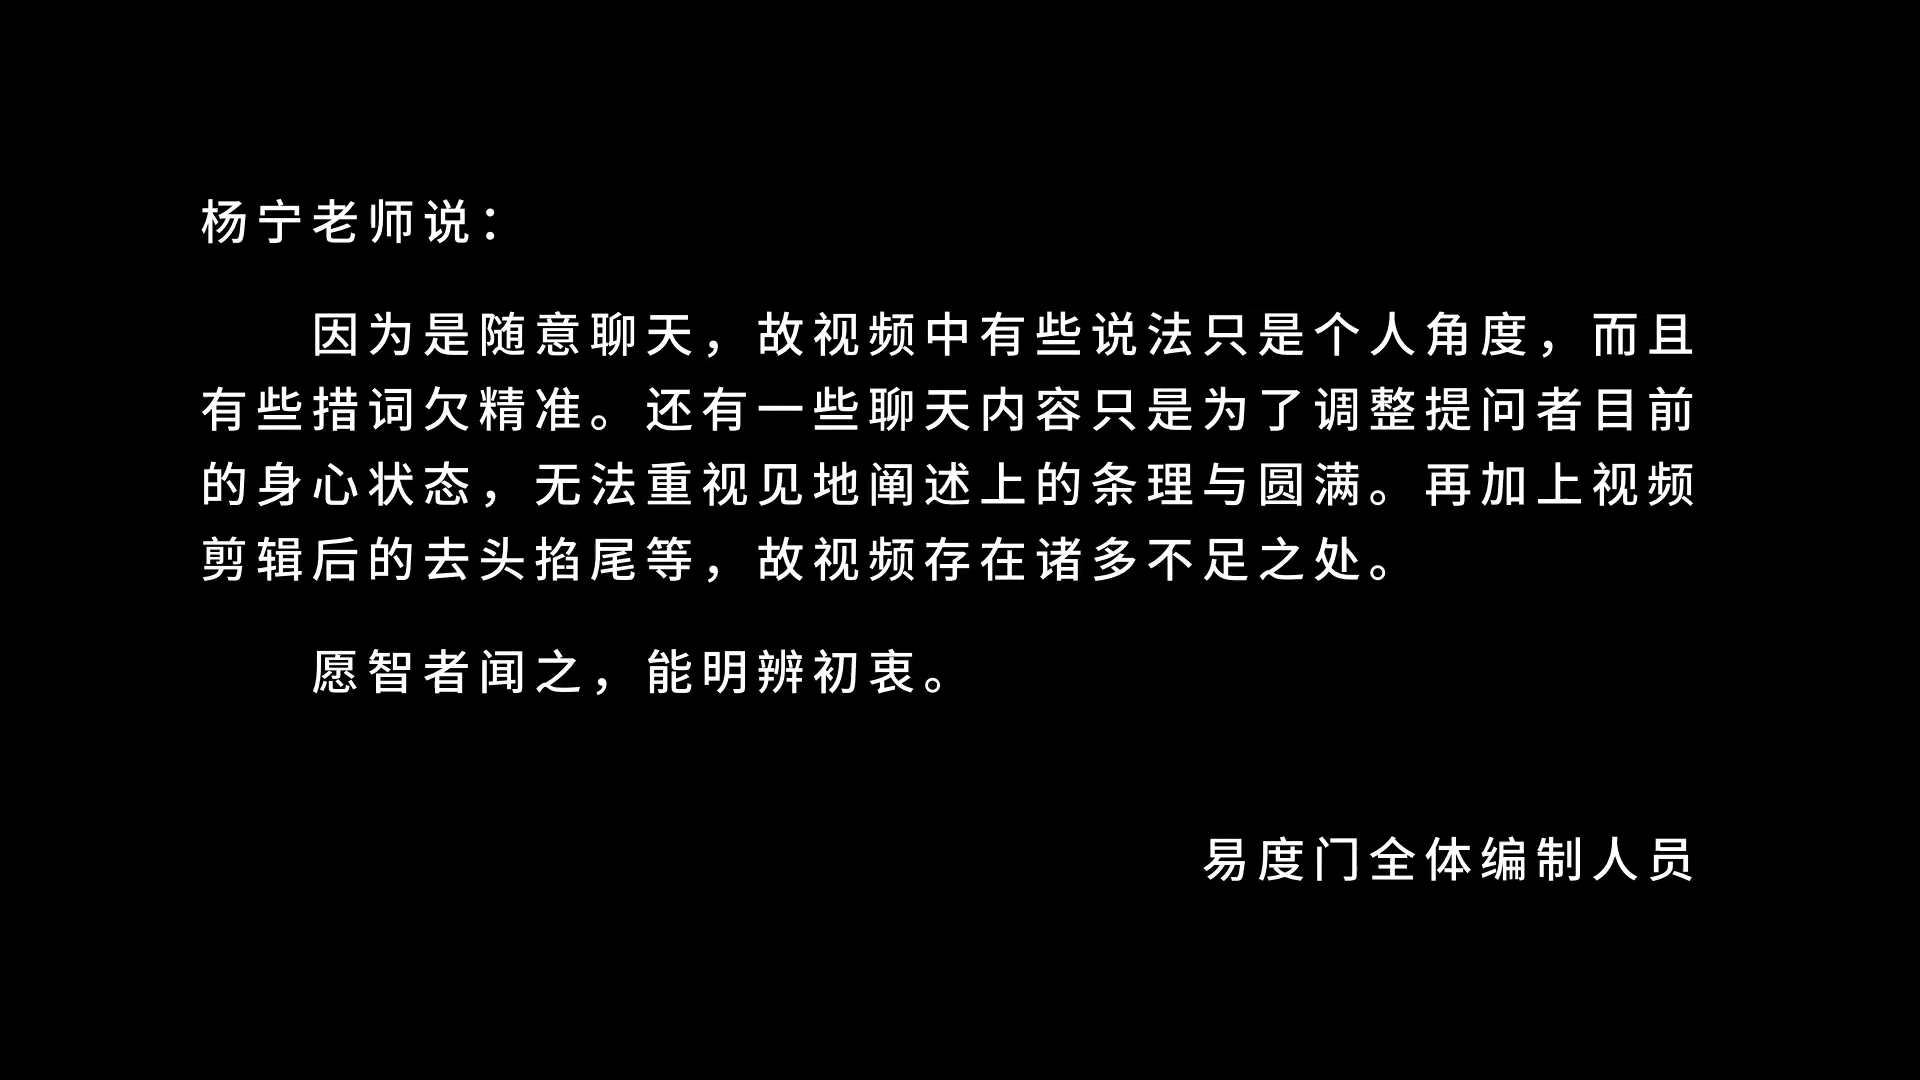 杨宁老师说：
因为是随意聊天，故视频中有些说法只是个人角度，而且
有些措词欠精准。还有一些聊天内容只是为了调整提问者目前
的身心状态，无法重视见地阐述上的条理与圆满。再加上视频
剪辑后的去头掐尾等，故视频存在诸多不足之处。
愿智者闻之，能明辨初衷。
易度门全体编制人员